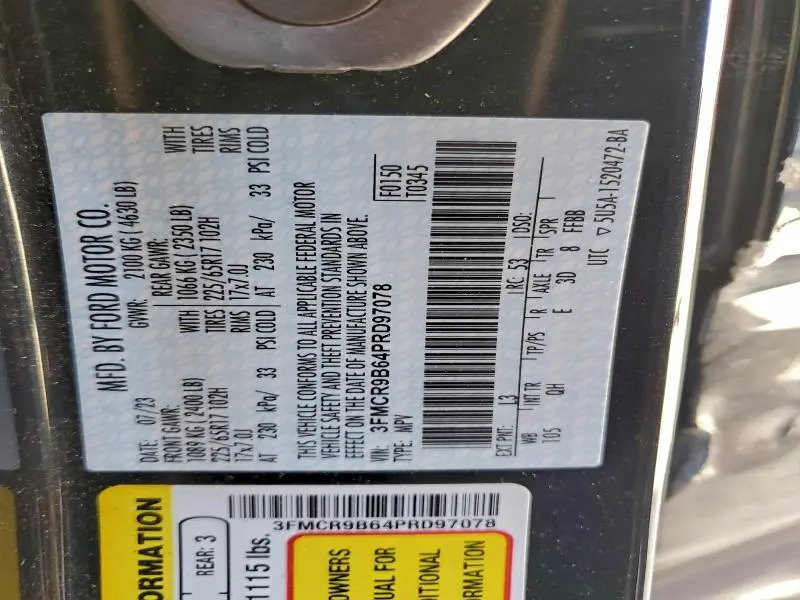 MFD. BY FORD MOTOR CO.
DATE: 07/23 GVWR: 2100 KG ( 4630 LB)
FRONT GAWR: REAR GAWR: WITH
1089 KG ( 2400 LB) 1066 KG ( 2350 LB) TIRES
225/65R17 102H TIRES 225/65R17 102H RIMS
17x7.0J RIMS 17x7.0J
AT 230 kPa/ 33 PSI COLD AT 230 kPa/ 33 PSI COLD
THIS VEHICLE CONFORMS TO ALL APPLICABLE FEDERAL MOTOR
VEHICLE SAFETY AND THEFT PREVENTION STANDARDS IN
EFFECT ON THE DATE OF MANUFACTURE SHOWN ABOVE.
VIN: 3FMCR9B64PRD97078 F0150
TYPE: MPV T0345
EXT PNT: 13 RC: 53 DSO:
WB INT TR TP/PS R AXLE TR SPR
105 QH E 3D 8 FFBB
UTC ▽ 5U5A-1520472-BA
ORMATION
REAR: 3
1115 lbs.
3FMCR9B64PRD97078
OWNERS
UAL FOR
DITIONAL
ORMATION